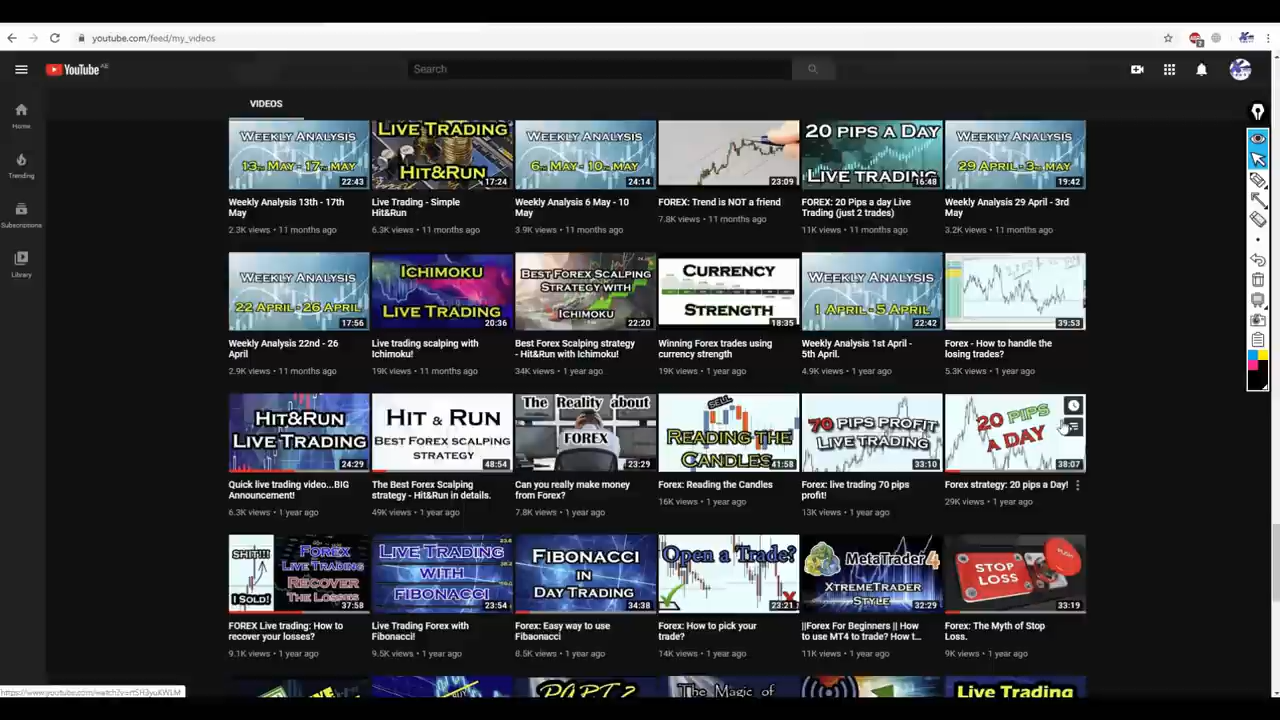 youtube.com/feed/my_videos
YouTube AE
Search
Home
Trending
Subscriptions
Library
VIDEOS
WEEKLY ANALYSIS
13TH MAY - 17TH MAY
22:43
Weekly Analysis 13th - 17th
May
2.3K views • 11 months ago
LIVE TRADING
HIT&RUN
17:24
Live Trading - Simple
Hit&Run
6.3K views • 11 months ago
WEEKLY ANALYSIS
6TH MAY - 10TH MAY
24:14
Weekly Analysis 6 May - 10
May
3.9K views • 11 months ago
23:09
FOREX: Trend is NOT a friend
7.8K views • 11 months ago
20 PIPS A DAY
LIVE TRADING
16:48
FOREX: 20 Pips a day Live
Trading (just 2 trades)
11K views • 11 months ago
WEEKLY ANALYSIS
29 APRIL - 3RD MAY
19:42
Weekly Analysis 29 April - 3rd
May
3.2K views • 11 months ago
WEEKLY ANALYSIS
22 APRIL - 26 APRIL
17:56
Weekly Analysis 22nd - 26
April
2.9K views • 11 months ago
ICHIMOKU
LIVE TRADING
20:36
Live trading scalping with
Ichimoku!
19K views • 11 months ago
BEST FOREX SCALPING
STRATEGY WITH
ICHIMOKU
22:20
Best Forex Scalping strategy
- Hit&Run with Ichimoku!
34K views • 1 year ago
CURRENCY
STRENGTH
18:35
Winning Forex trades using
currency strength
19K views • 1 year ago
WEEKLY ANALYSIS
1 APRIL - 5 APRIL
22:42
Weekly Analysis 1st April -
5th April.
4.9K views • 1 year ago
39:53
Forex - How to handle the
losing trades?
5.3K views • 1 year ago
HIT&RUN
LIVE TRADING
24:29
Quick live trading video...BIG
Announcement!
6.3K views • 1 year ago
HIT & RUN
BEST FOREX SCALPING
STRATEGY
48:54
The Best Forex Scalping
strategy - Hit&Run in details.
49K views • 1 year ago
The Reality about
FOREX
23:29
Can you really make money
from Forex?
7.8K views • 1 year ago
SELL
READING THE
CANDLES
41:58
Forex: Reading the Candles
16K views • 1 year ago
70 PIPS PROFIT
LIVE TRADING
33:10
Forex: live trading 70 pips
profit!
13K views • 1 year ago
20 PIPS
A DAY
38:07
Forex strategy: 20 pips a Day!
29K views • 1 year ago
SHIT!!!
I SOLD!
FOREX
LIVE TRADING
RECOVER
THE LOSSES
37:58
FOREX Live trading: How to
recover your losses?
9.1K views • 1 year ago
LIVE TRADING
WITH
FIBONACCI
23:54
Live Trading Forex with
Fibonacci!
9.5K views • 1 year ago
FIBONACCI
IN
DAY TRADING
34:38
Forex: Easy way to use
Fibaonacci
8.5K views • 1 year ago
Open a Trade?
23:21
Forex: How to pick your
trade?
14K views • 1 year ago
MetaTrader 4
XTREMETRADER
STYLE
32:29
||Forex For Beginners || How
to use MT4 to trade? How t...
11K views • 1 year ago
STOP
LOSS
PUSH
33:19
Forex: The Myth of Stop
Loss.
9K views • 1 year ago
PART 2
The Magic of
Live Trading